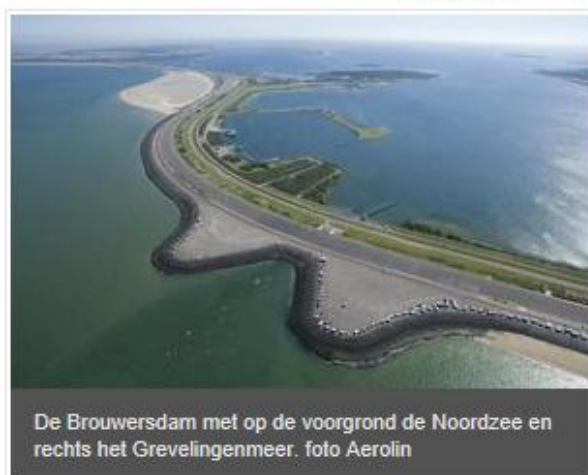 De Brouwersdam met op de voorgrond de Noordzee en
rechts het Grevelingenmeer. foto Aerolin